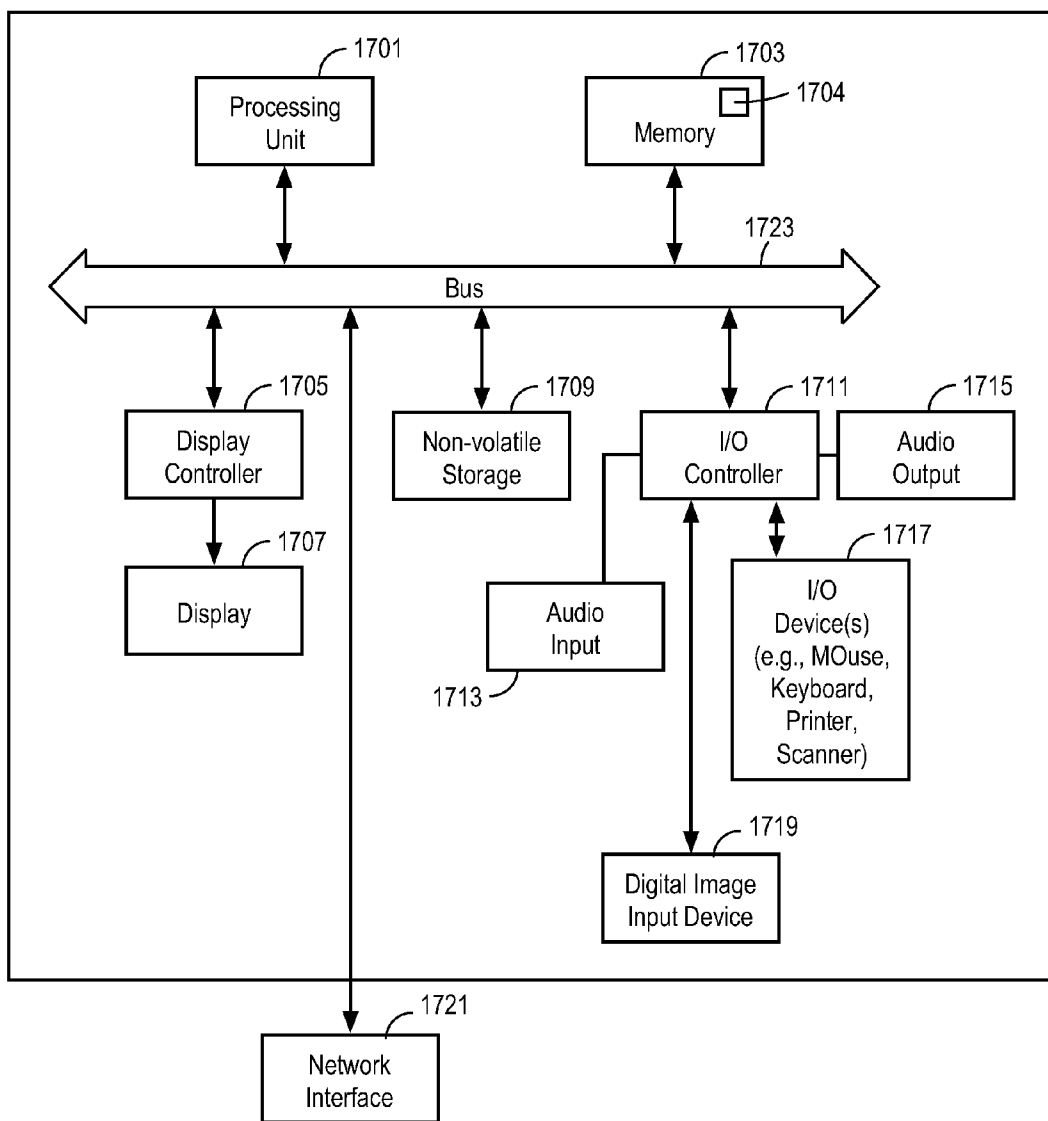 1701
Processing
Unit
1703
1704
Memory
1723
Bus
1705
Display
Controller
1709
Non-volatile
Storage
1711
I/O
Controller
1715
Audio
Output
1707
Display
Audio
Input
1713
1717
I/O
Device(s)
(e.g., MOuse,
Keyboard,
Printer,
Scanner)
1719
Digital Image
Input Device
1721
Network
Interface